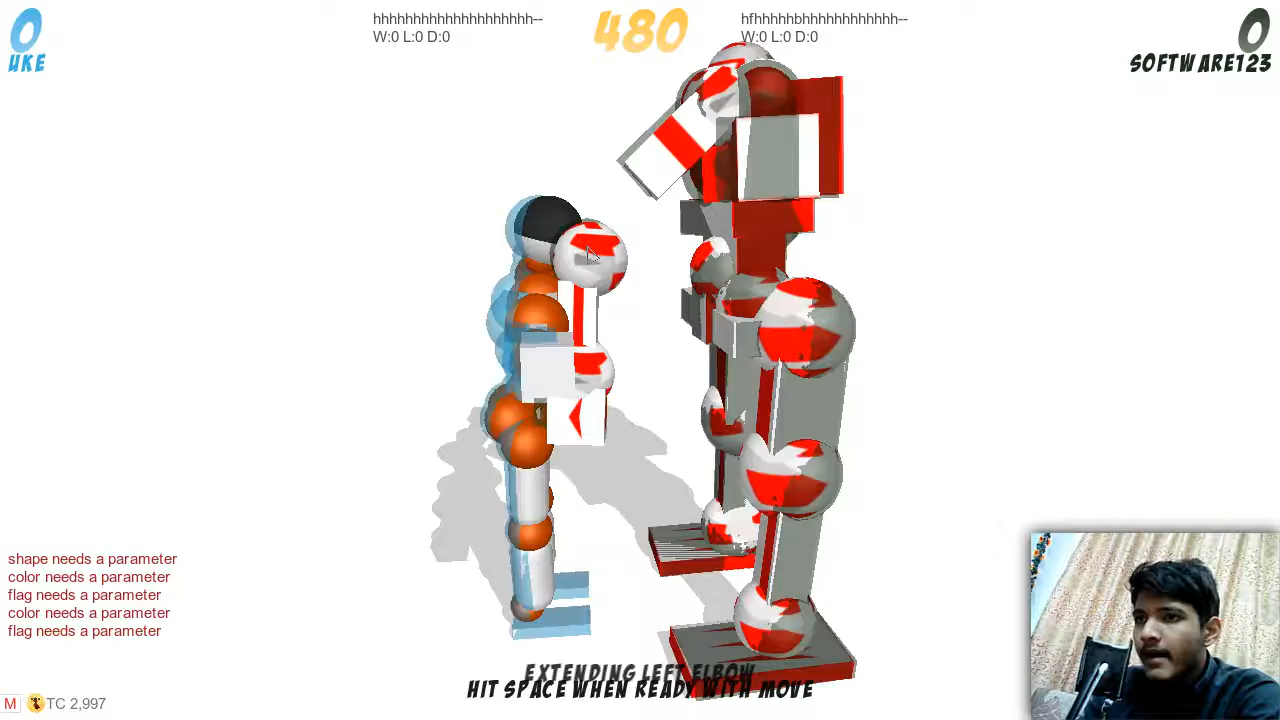 0
UKE
hhhhhhhhhhhhhhhhhhhh--
W:0 L:0 D:0
480
hfhhhhhbhhhhhhhhhhhh--
W:0 L:0 D:0
0
SOFTWARE123
shape needs a parameter
color needs a parameter
flag needs a parameter
color needs a parameter
flag needs a parameter
EXTENDING LEFT ELBOW
HIT SPACE WHEN READY WITH MOVE
M
TC 2,997